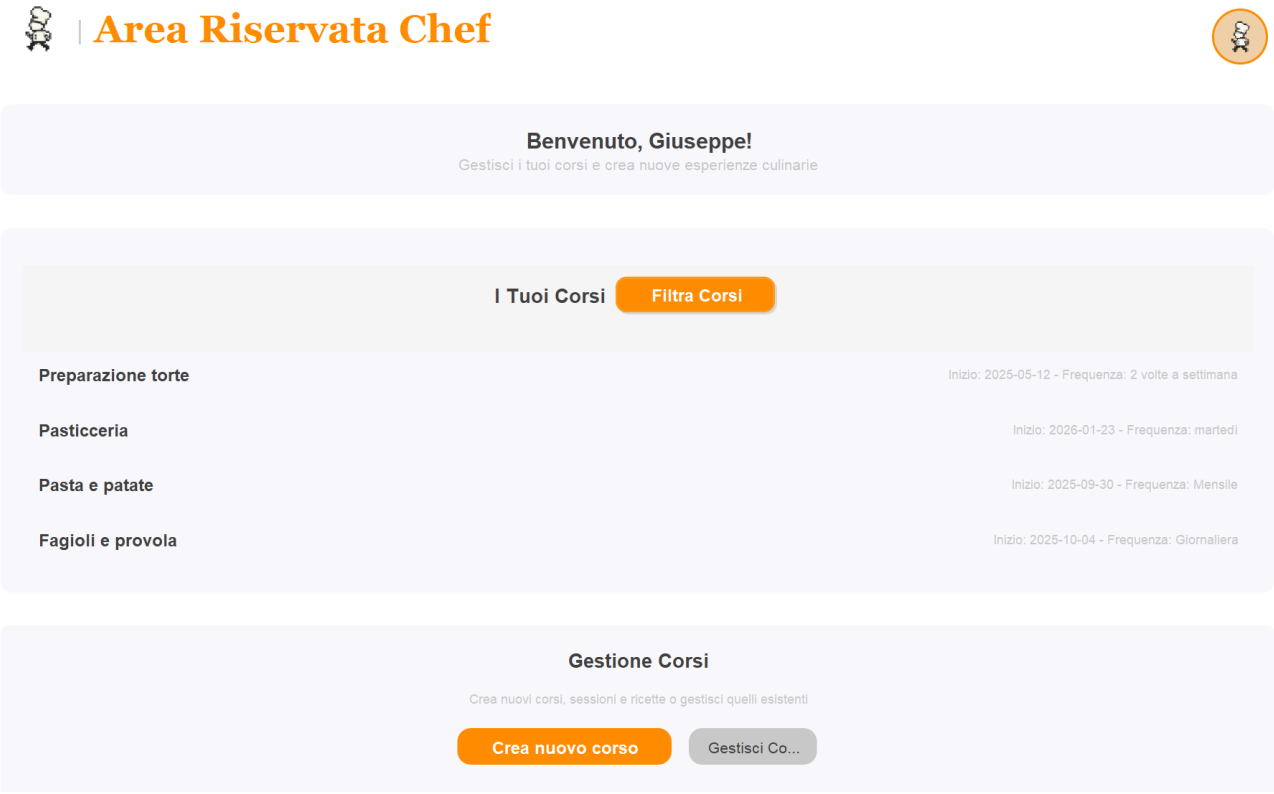 | Area Riservata Chef
Benvenuto, Giuseppe!
Gestisci i tuoi corsi e crea nuove esperienze culinarie
I Tuoi Corsi Filtra Corsi
Preparazione torte Inizio: 2025-05-12 - Frequenza: 2 volte a settimana
Pasticceria Inizio: 2026-01-23 - Frequenza: martedì
Pasta e patate Inizio: 2025-09-30 - Frequenza: Mensile
Fagioli e provola Inizio: 2025-10-04 - Frequenza: Giornaliera
Gestione Corsi
Crea nuovi corsi, sessioni e ricette o gestisci quelli esistenti
Crea nuovo corso Gestisci Co...